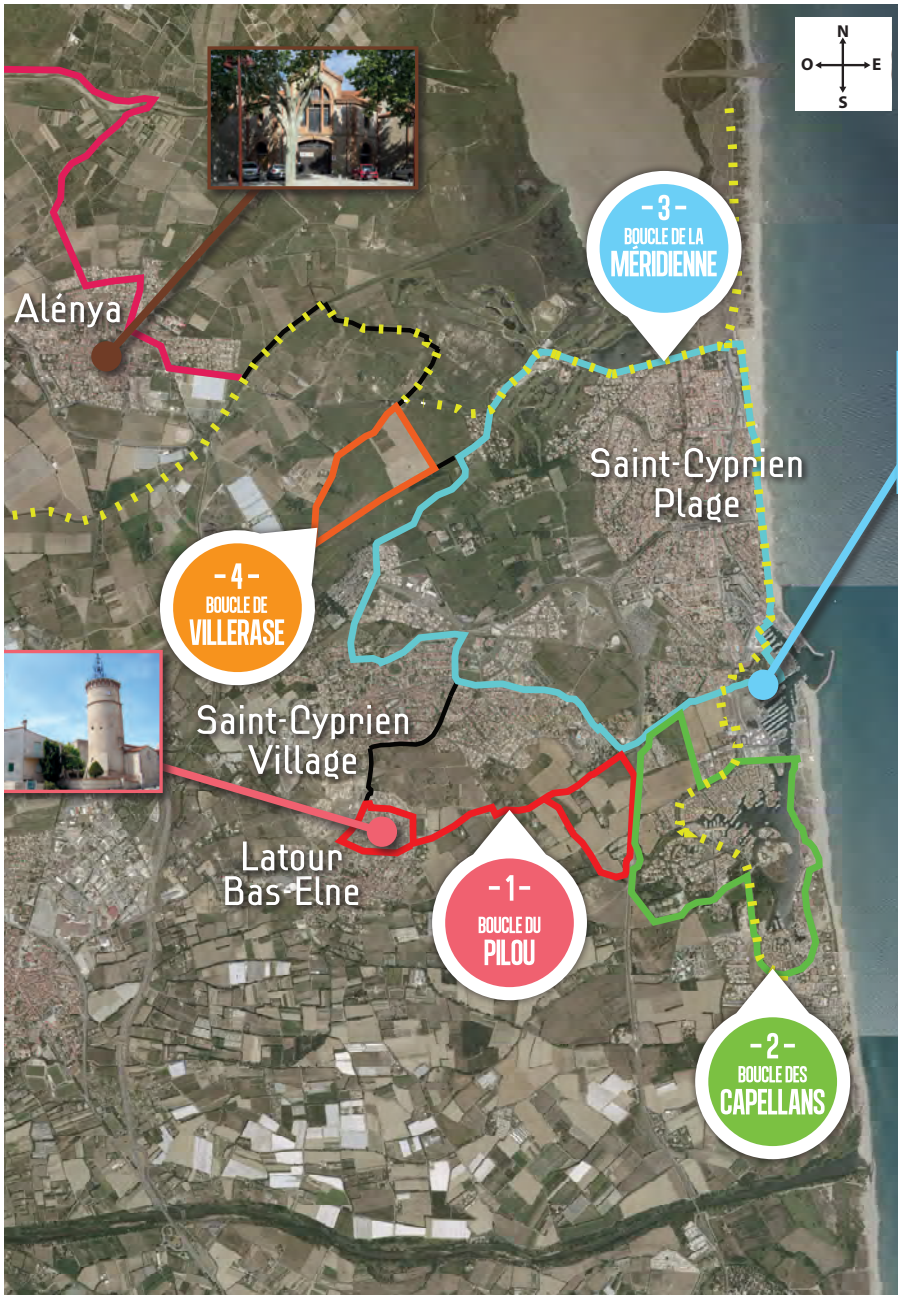 N
O E
S
- 3 -
BOUCLE DE LA
MÉRIDIENNE
Alénya
Saint-Cyprien
Plage
- 4 -
BOUCLE DE
VILLERASE
Saint-Cyprien
Village
Latour
Bas-Elne
- 1 -
BOUCLE DU
PILOU
- 2 -
BOUCLE DES
CAPELLANS